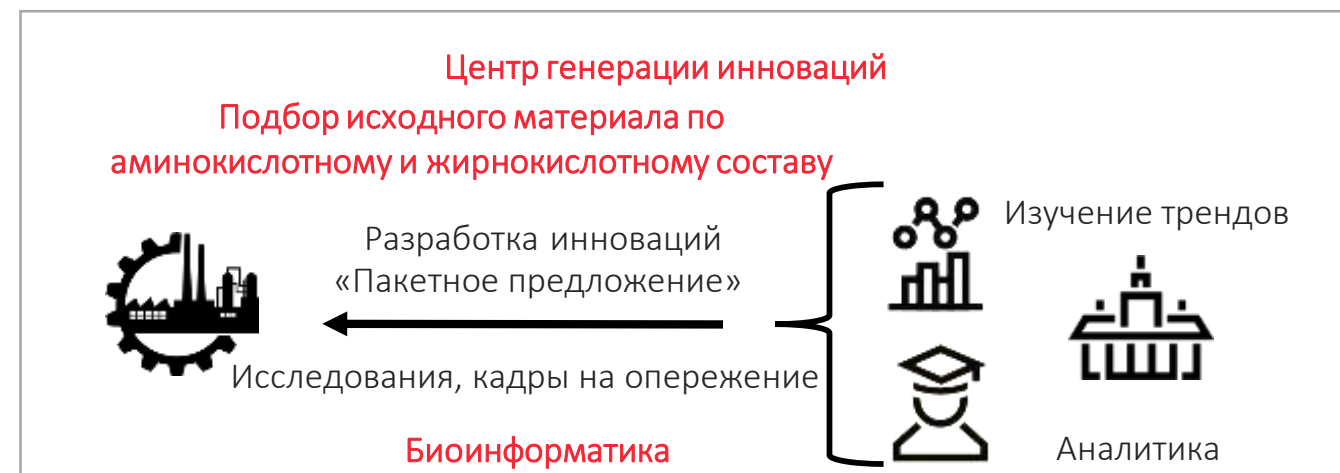 Центр генерации инноваций
Подбор исходного материала по
аминокислотному и жирнокислотному составу
Изучение трендов
Разработка инноваций
«Пакетное предложение»
Исследования, кадры на опережение
Биоинформатика
Аналитика